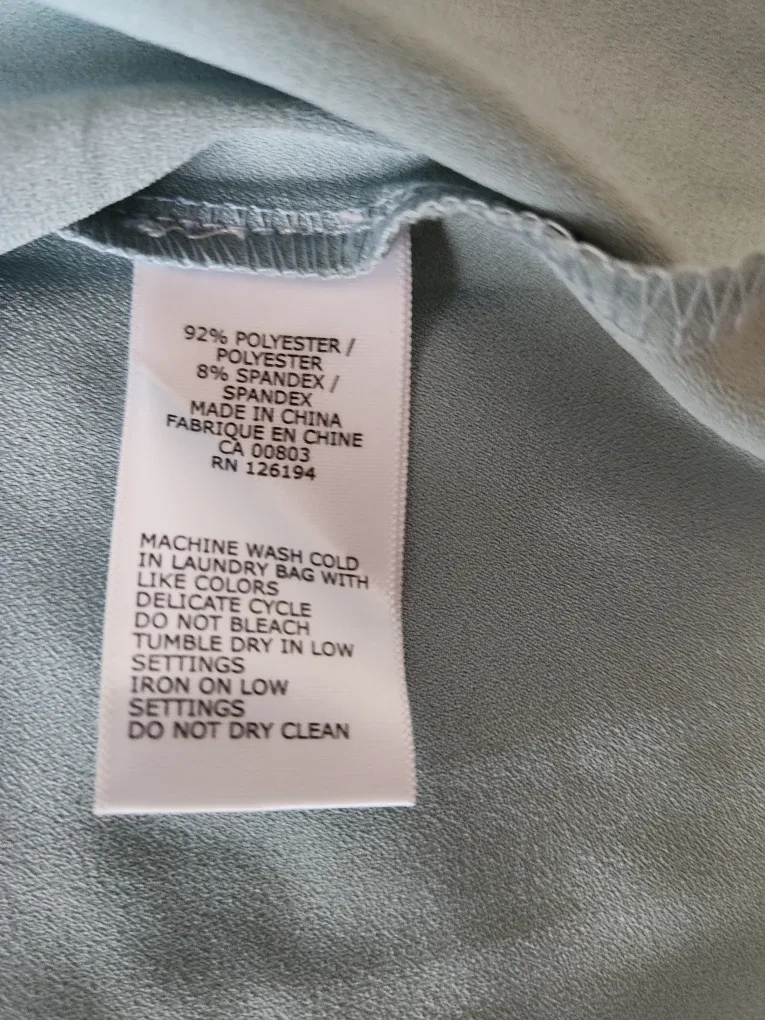 92% POLYESTER /
POLYESTER
8% SPANDEX /
SPANDEX
MADE IN CHINA
FABRIQUE EN CHINE
CA 00803
RN 126194
MACHINE WASH COLD
IN LAUNDRY BAG WITH
LIKE COLORS
DELICATE CYCLE
DO NOT BLEACH
TUMBLE DRY IN LOW
SETTINGS
IRON ON LOW
SETTINGS
DO NOT DRY CLEAN